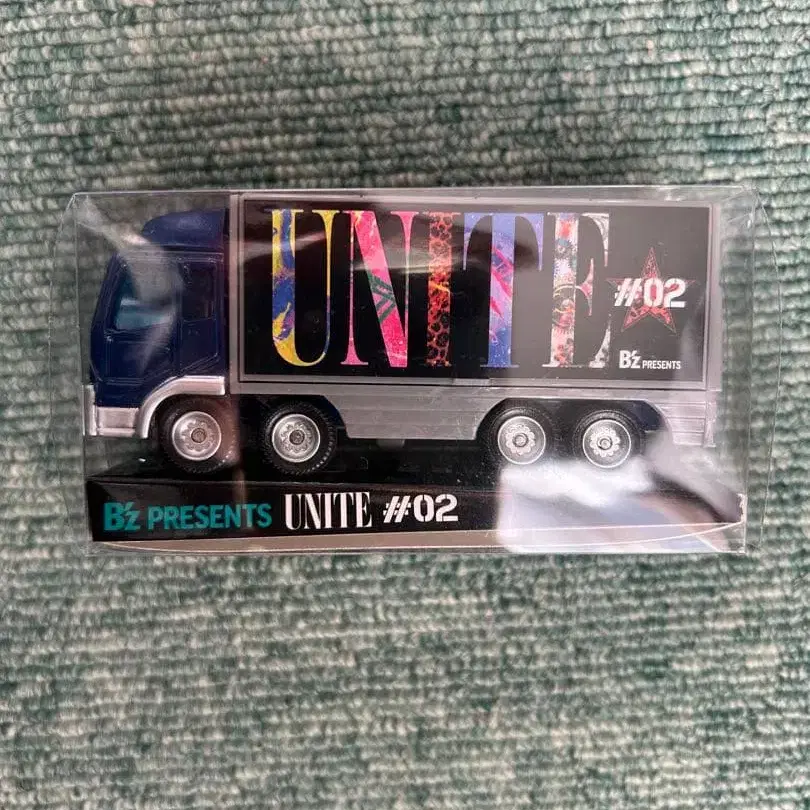 UNITE
#02
B'z PRESENTS
B'z PRESENTS UNITE #02